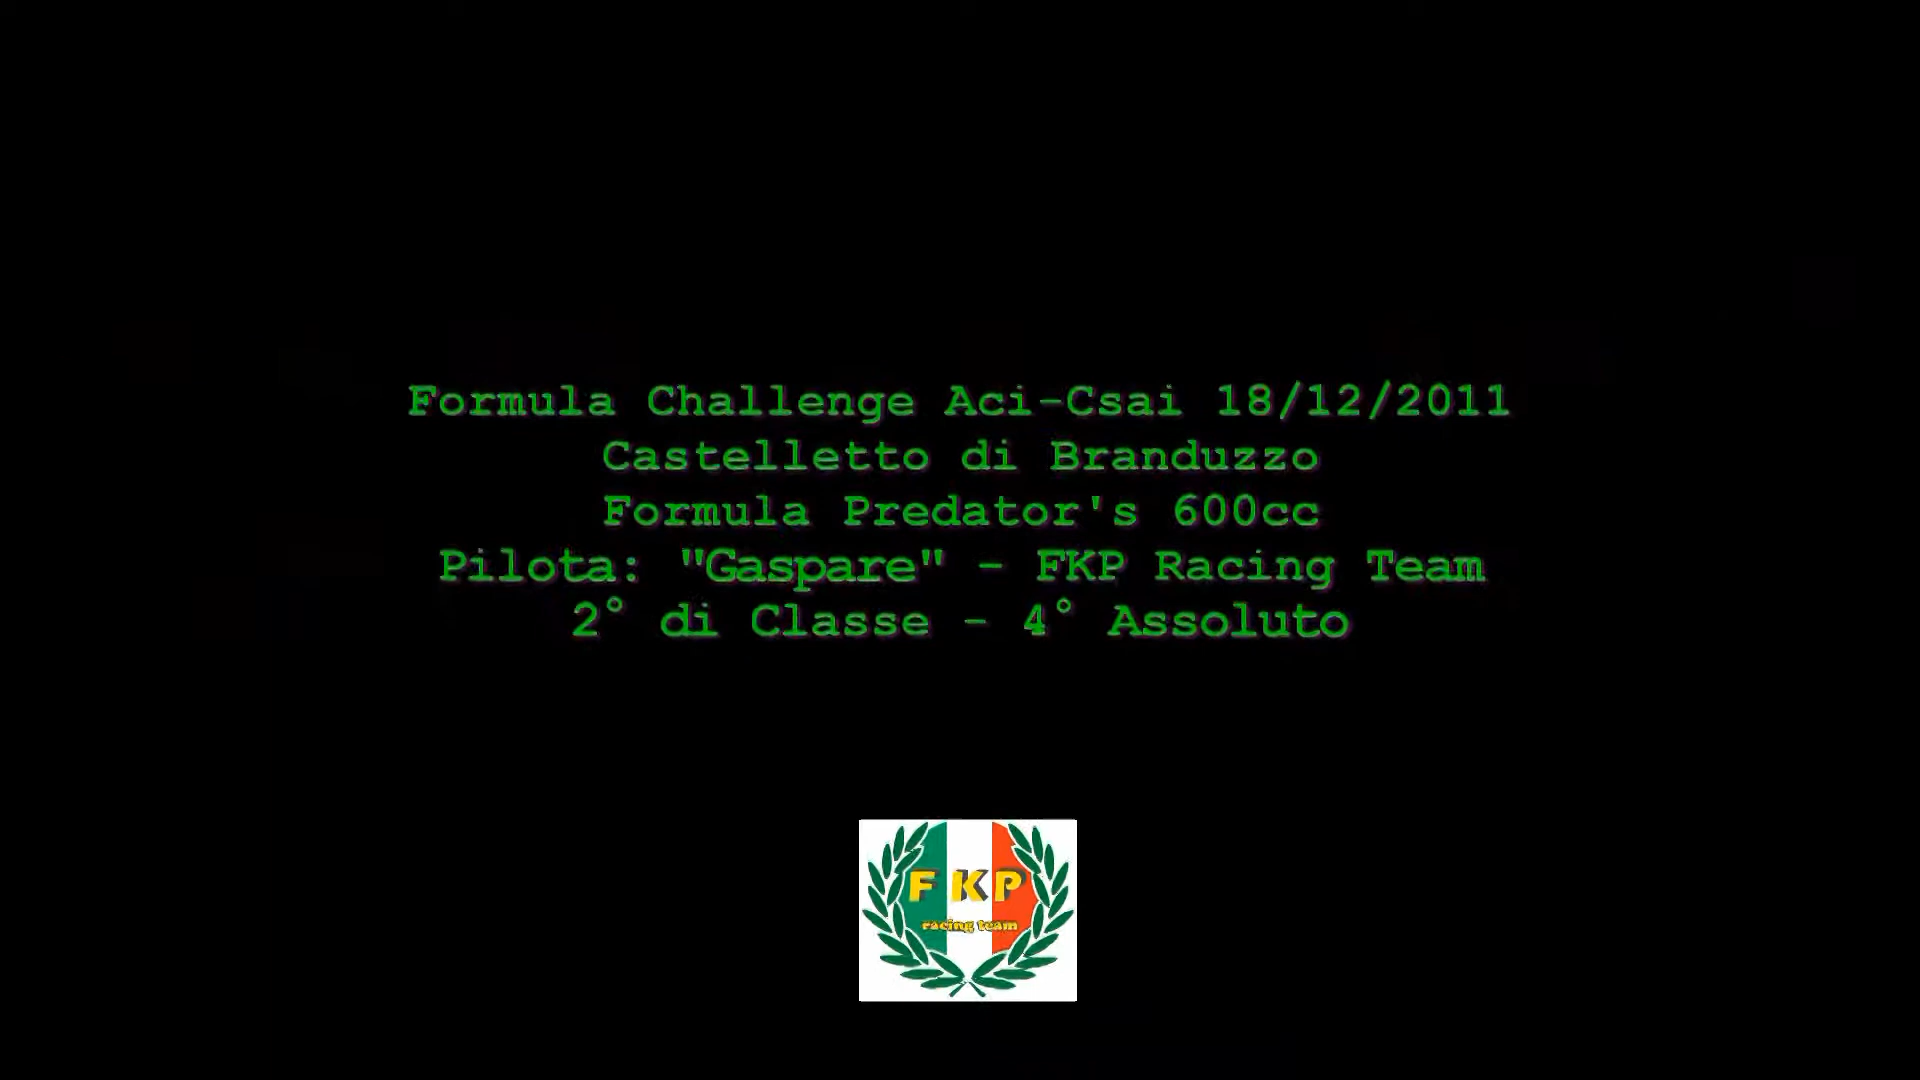 Formula Challenge Aci-Csai 18/12/2011
Castelletto di Branduzzo
Formula Predator's 600cc
Pilota: "Gaspare" - FKP Racing Team
2° di Classe - 4° Assoluto
FKP
racing team